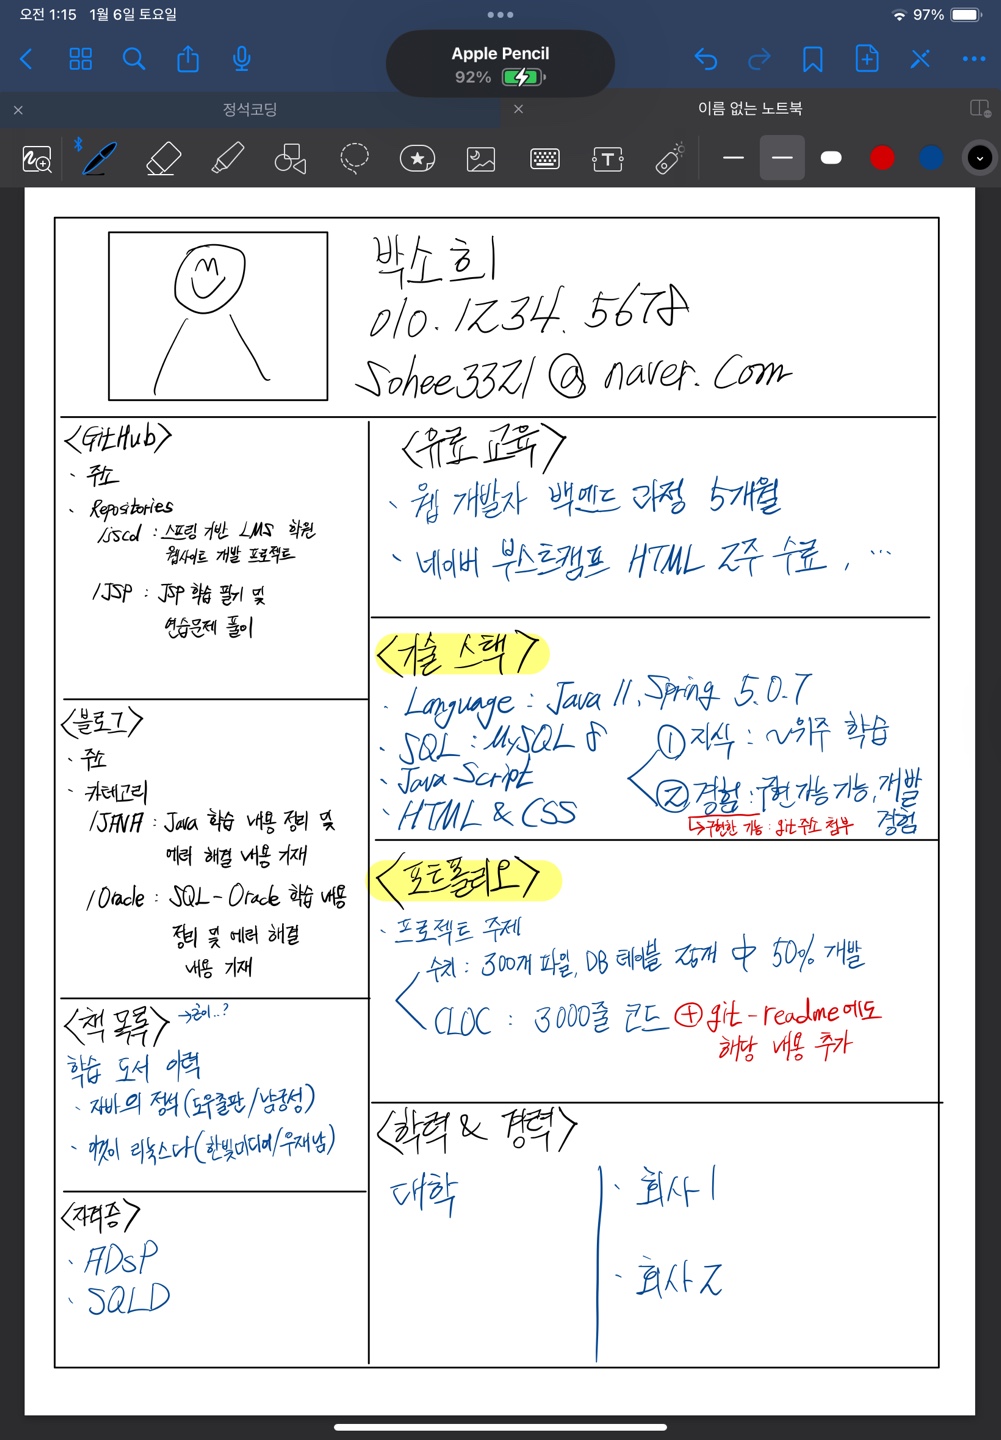 오전 1:15 1월 6일 토요일
97%
Apple Pencil
92%
정석코딩
이름 없는 노트북
박소희
010.1234.5678
Sohee3321@naver.com
<GitHub>
· 주소
· Repositories
/jscd : 스프링 기반 LMS 학원
웹사이트 개발 프로젝트
/JSP : JSP 학습 필기 및
연습문제 풀이
<블로그>
· 주소
· 카테고리
/JAVA : Java 학습 내용 정리 및
에러 해결 내용 기재
/Oracle : SQL - Oracle 학습 내용
정리 및 에러 해결
내용 기재
<책 목록>
학습 도서 이력
· 자바의 정석(도우출판/남궁성)
· 이것이 리눅스다(한빛미디어/우재남)
<자격증>
· ADsP
· SQLD
<유료 교육>
· 웹 개발자 백엔드 과정 5개월
· 네이버 부스트캠프 HTML 2주 수료, ...
<기술 스택>
· Language : Java 11, Spring 5.0.7
· SQL : MySQL 8
· Java Script
· HTML & CSS
① 지식 : ~위주 학습
② 경험 : 구현 가능 기능, 개발
경험
↳구현한 기능 : git 주소 첨부
<포트폴리오>
· 프로젝트 주제
수치 : 300개 파일, DB 테이블 25개 中 50% 개발
CLOC : 3000줄 코드 ⊕ git-readme에도
해당 내용 추가
<학력 & 경력>
대학
· 회사 1
· 회사 2